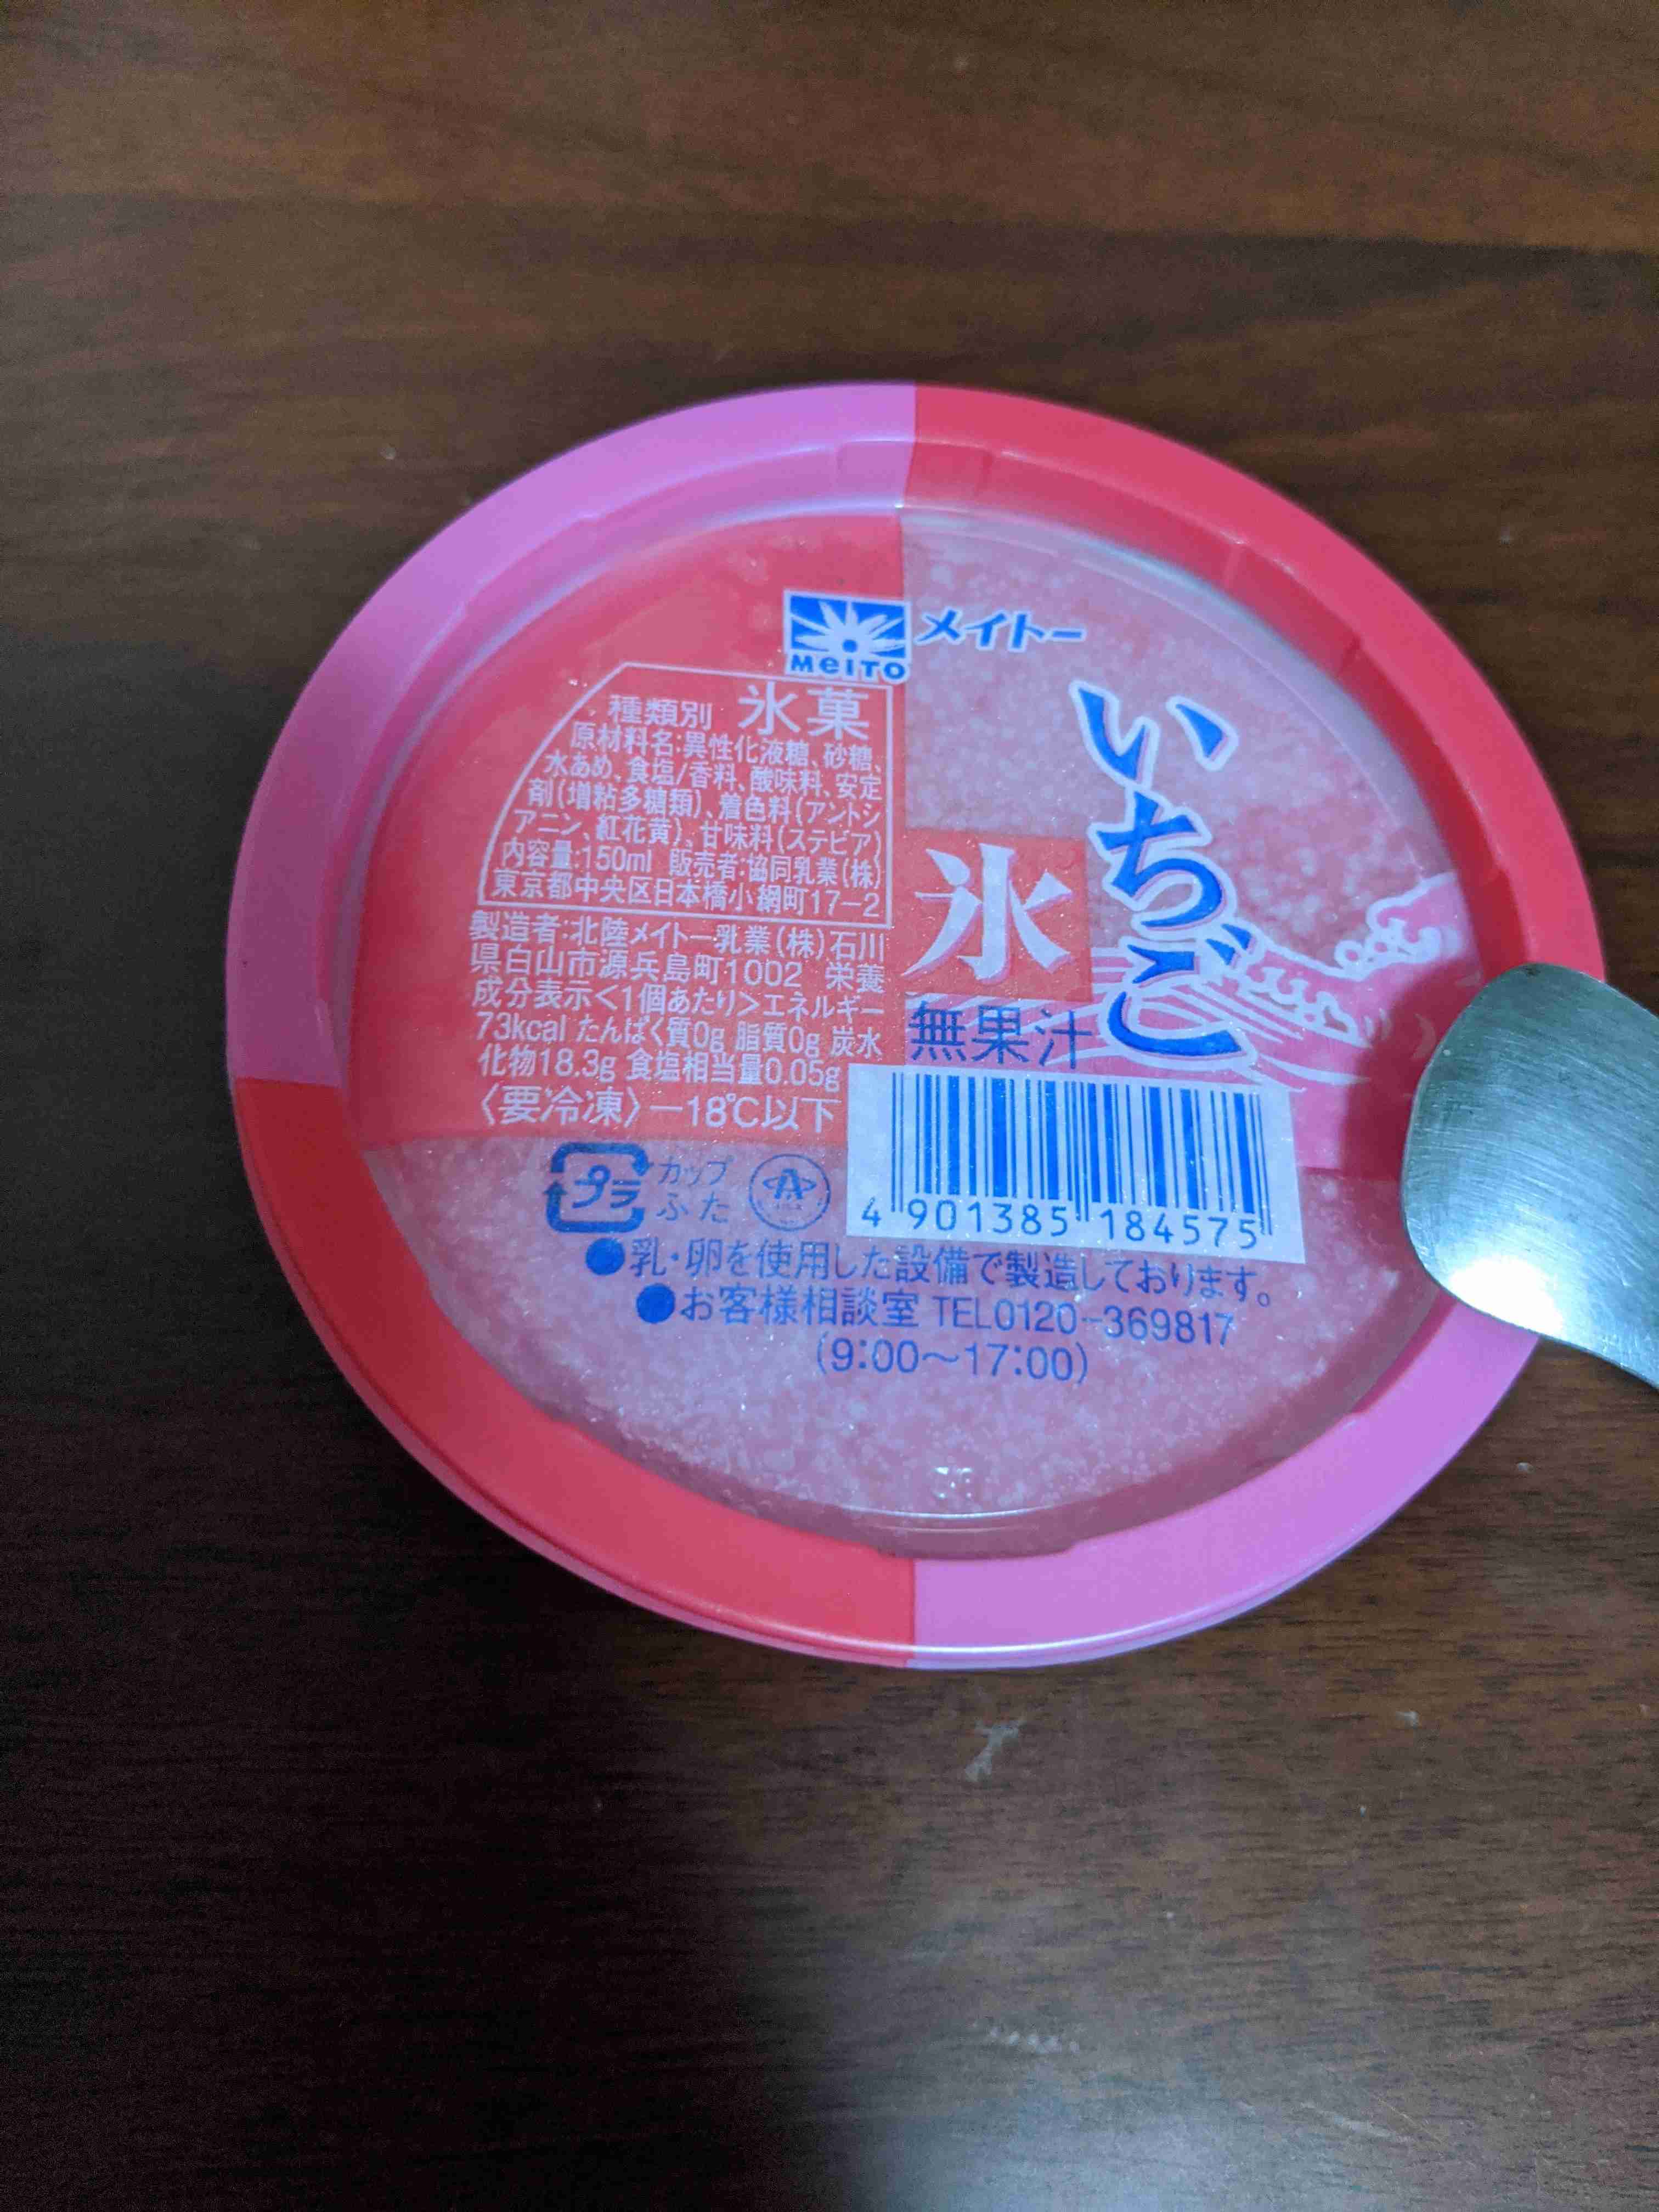 MeITO メイトー
いちご
氷
無果汁
種類別 氷菓
原材料名:異性化液糖、砂糖、
水あめ、食塩/香料、酸味料、安定
剤(増粘多糖類)、着色料(アントシ
アニン、紅花黄)、甘味料(ステビア)
内容量:150ml 販売者:協同乳業(株)
東京都中央区日本橋小網町17-2
製造者:北陸メイトー乳業(株)石川
県白山市源兵島町1002 栄養
成分表示<1個あたり>エネルギー
73kcal たんぱく質0g 脂質0g 炭水
化物18.3g 食塩相当量0.05g
〈要冷凍〉−18℃以下
プラ カップ
ふた
4 901385 184575
●乳・卵を使用した設備で製造しております。
●お客様相談室 TEL0120-369817
(9:00〜17:00)